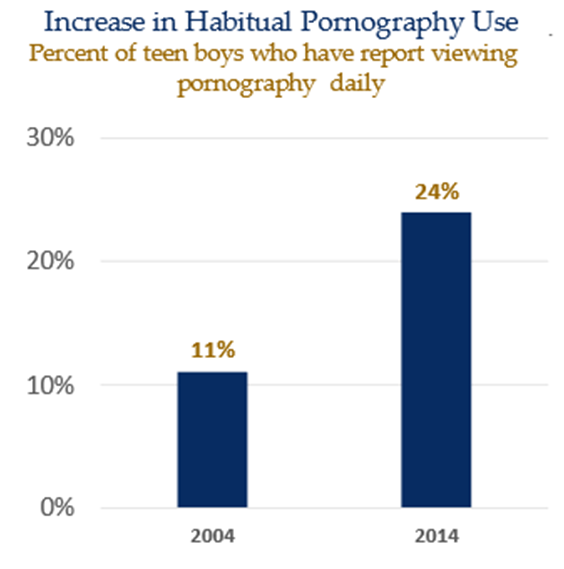 Increase in Habitual Pornography Use
Percent of teen boys who have report viewing
pornography daily
30%
24%
20%
11%
10%
0%
2004
2014